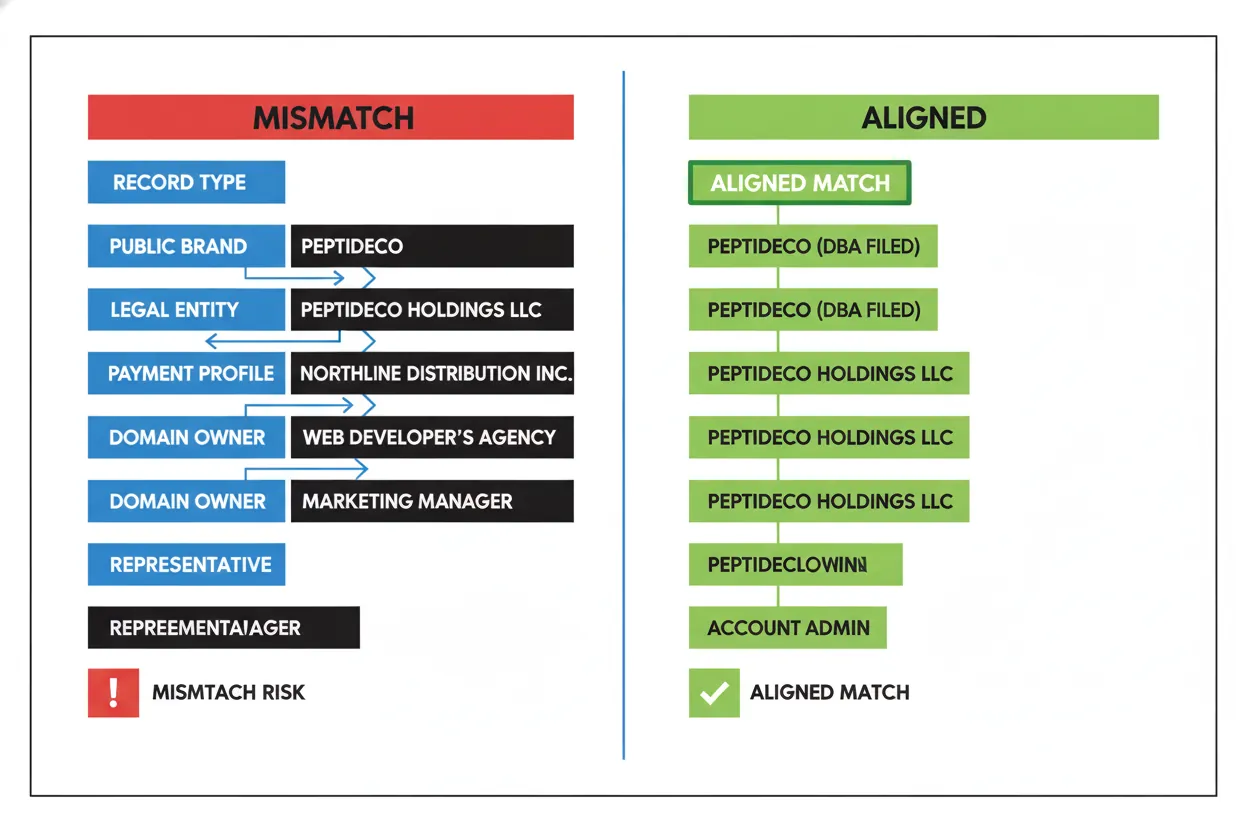 MISMATCH
RECORD TYPE
PUBLIC BRAND PEPTIDECO
LEGAL ENTITY PEPTIDECO HOLDINGS LLC
PAYMENT PROFILE NORTHLINE DISTRIBUTION INC.
DOMAIN OWNER WEB DEVELOPER'S AGENCY
DOMAIN OWNER MARKETING MANAGER
REPRESENTATIVE
! MISMTACH RISK
ALIGNED
ALIGNED MATCH
PEPTIDECO (DBA FILED)
PEPTIDECO (DBA FILED)
PEPTIDECO HOLDINGS LLC
PEPTIDECO HOLDINGS LLC
PEPTIDECO HOLDINGS LLC
ACCOUNT ADMIN
ALIGNED MATCH